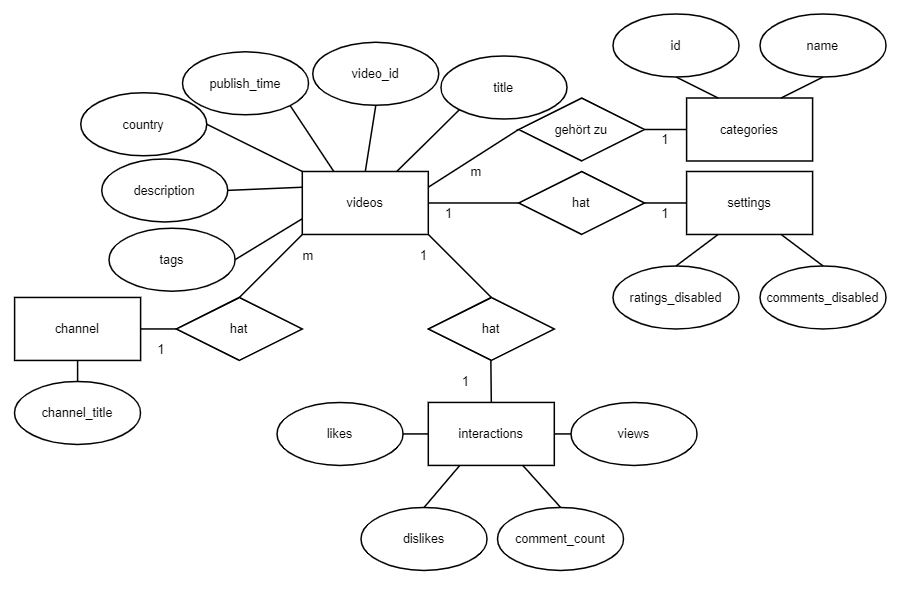 id
name
video_id
publish_time
title
country
gehört zu
categories
1
m
description
videos
1
hat
1
settings
tags
m
1
ratings_disabled
comments_disabled
channel
1
hat
hat
1
channel_title
likes
interactions
views
dislikes
comment_count